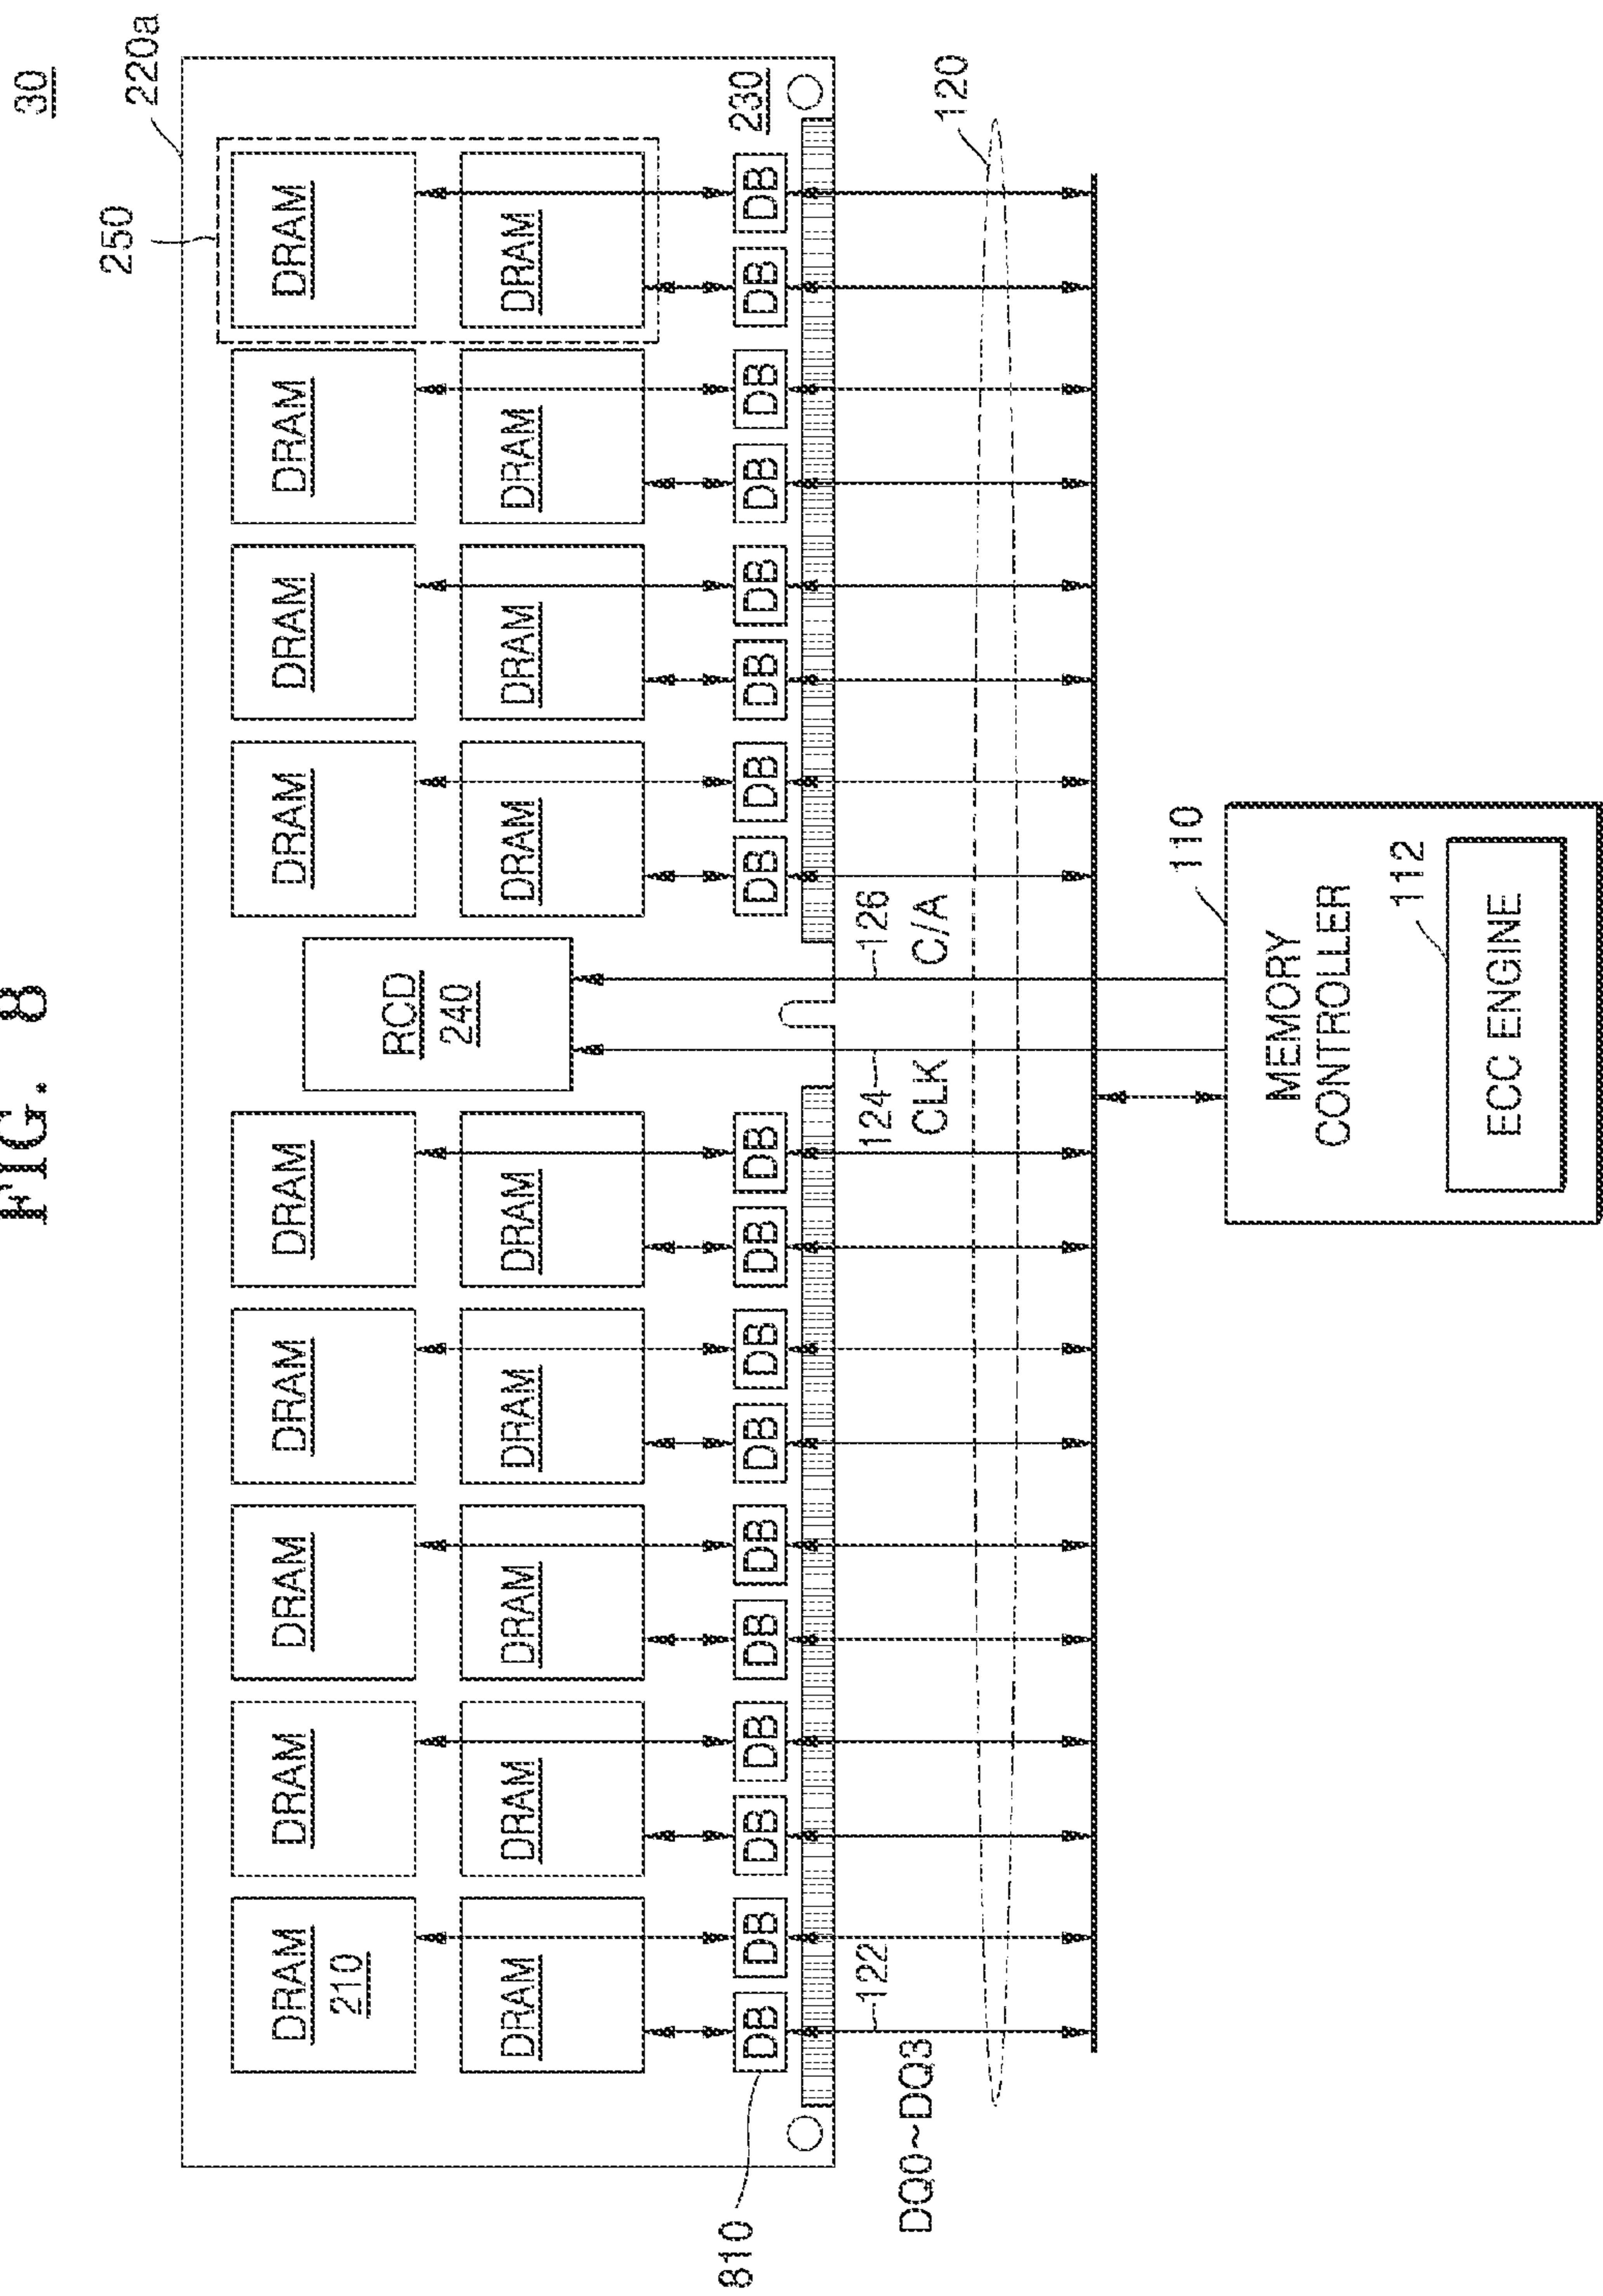 FIG. 8
30
250
220a
DRAM DRAM DRAM DRAM DRAM DRAM DRAM DRAM DRAM
210
RCD
240
DRAM DRAM DRAM DRAM DRAM DRAM DRAM DRAM DRAM
810
DB DB DB DB DB DB DB DB DB DB DB DB DB DB DB DB DB DB
230
122
124
126
DQ0~DQ3
CLK
C/A
120
110
MEMORY
CONTROLLER
112
ECC ENGINE